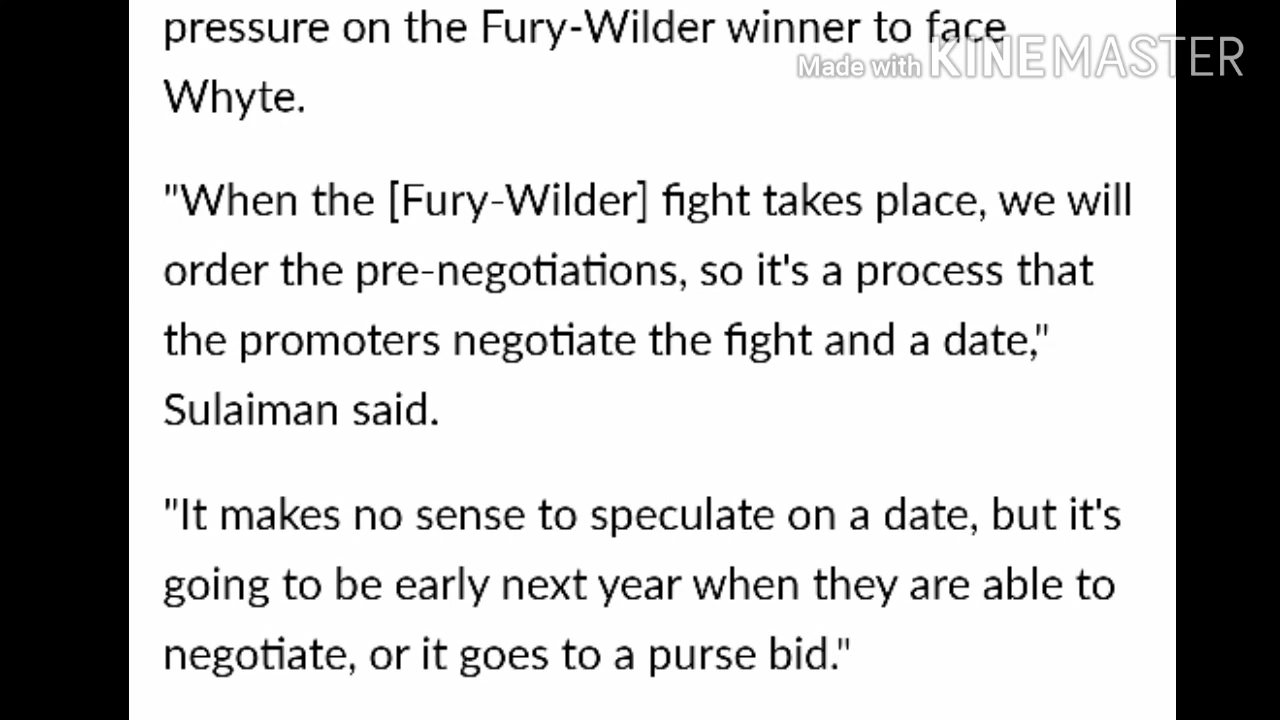 pressure on the Fury-Wilder winner to face
Made with KINEMASTER
Whyte.
"When the [Fury-Wilder] fight takes place, we will
order the pre-negotiations, so it's a process that
the promoters negotiate the fight and a date,"
Sulaiman said.
"It makes no sense to speculate on a date, but it's
going to be early next year when they are able to
negotiate, or it goes to a purse bid."